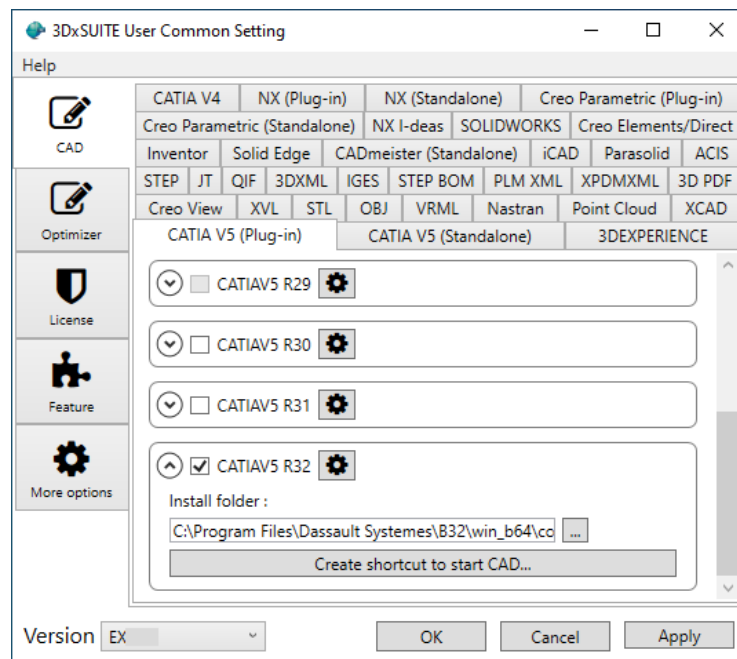 3DxSUITE User Common Setting
Help
CAD
Optimizer
License
Feature
More options
CATIA V4 NX (Plug-in) NX (Standalone) Creo Parametric (Plug-in)
Creo Parametric (Standalone) NX I-deas SOLIDWORKS Creo Elements/Direct
Inventor Solid Edge CADmeister (Standalone) iCAD Parasolid ACIS
STEP JT QIF 3DXML IGES STEP BOM PLM XML XPDMXML 3D PDF
Creo View XVL STL OBJ VRML Nastran Point Cloud XCAD
CATIA V5 (Plug-in) CATIA V5 (Standalone) 3DEXPERIENCE
CATIAV5 R29
CATIAV5 R30
CATIAV5 R31
CATIAV5 R32
Install folder :
C:\Program Files\Dassault Systemes\B32\win_b64\co ...
Create shortcut to start CAD...
Version EX OK Cancel Apply